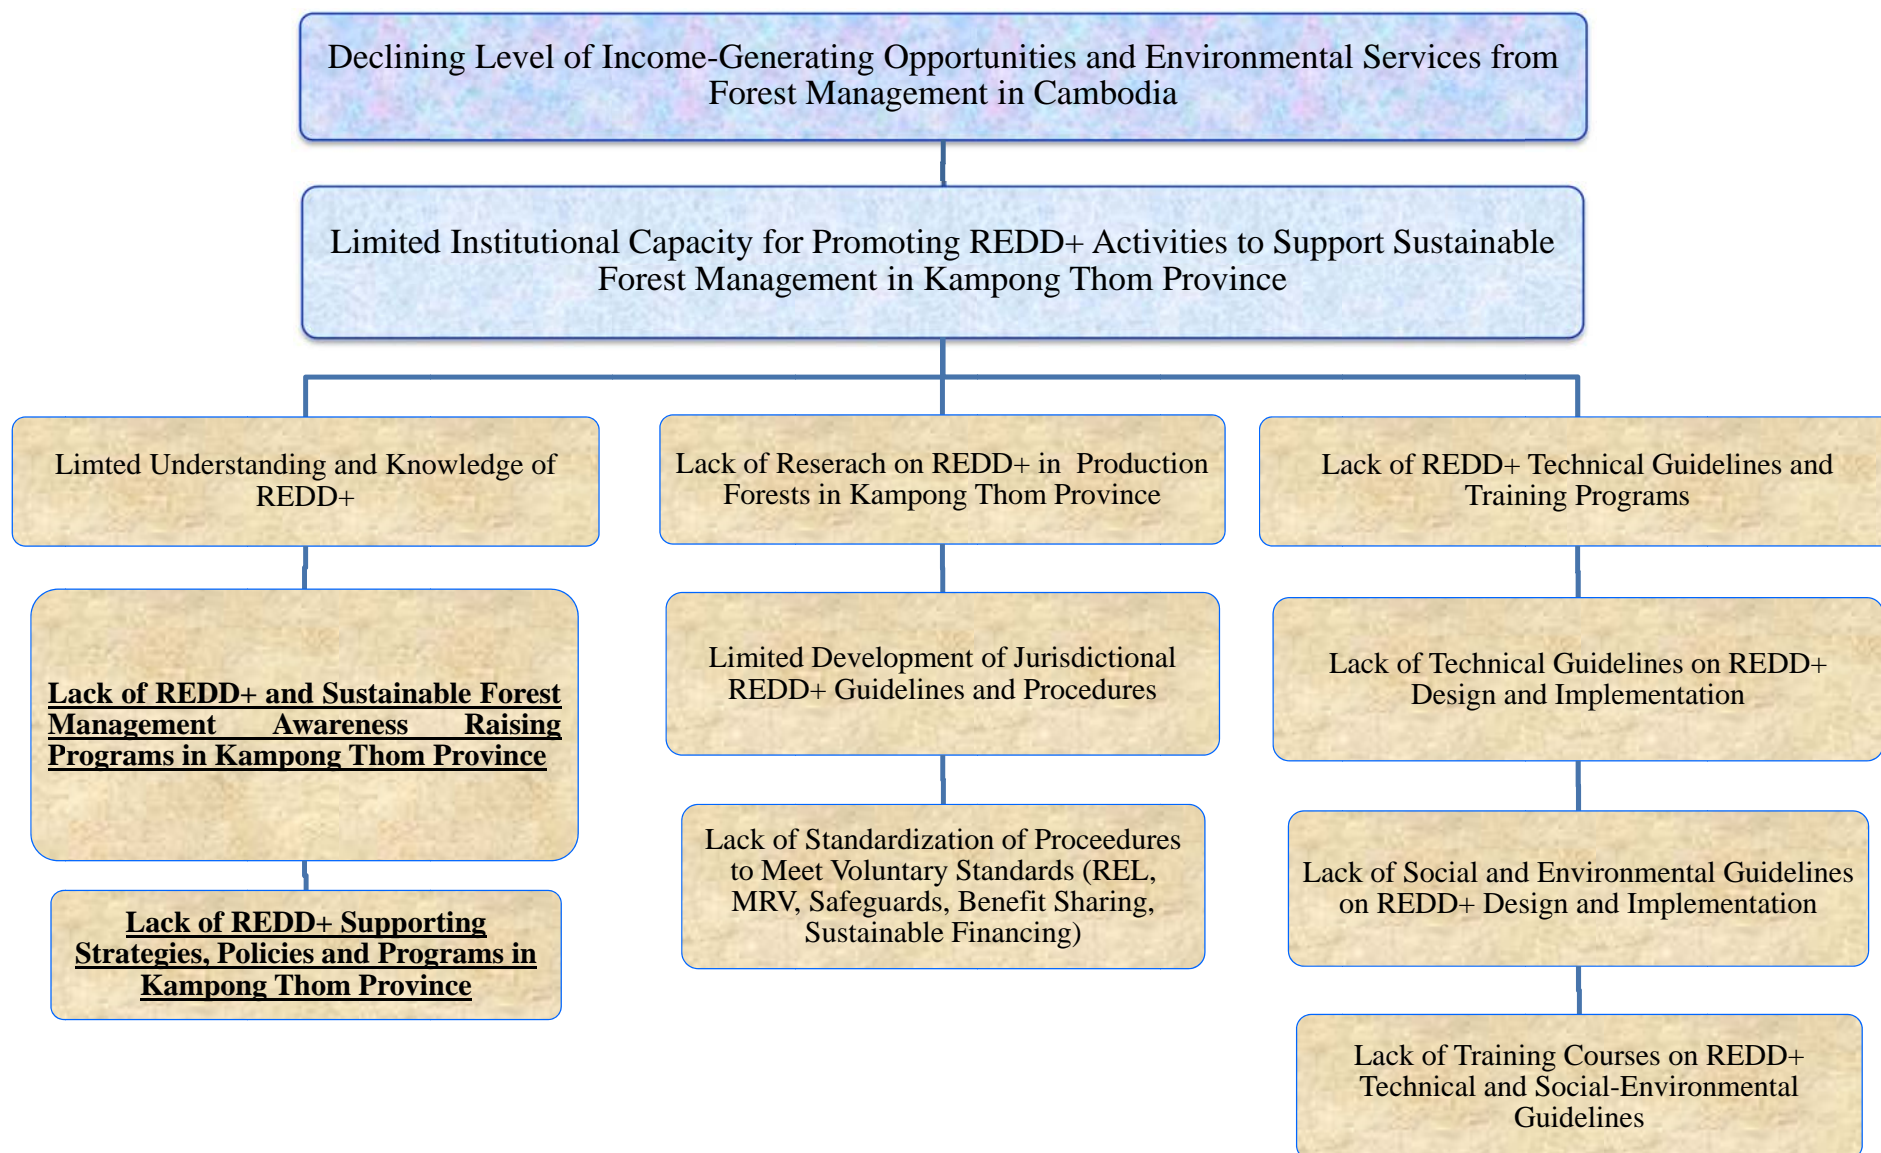 Declining Level of Income-Generating Opportunities and Environmental Services from
Forest Management in Cambodia
Limited Institutional Capacity for Promoting REDD+ Activities to Support Sustainable
Forest Management in Kampong Thom Province
Limted Understanding and Knowledge of
REDD+
Lack of REDD+ and Sustainable Forest
Management Awareness Raising
Programs in Kampong Thom Province
Lack of REDD+ Supporting
Strategies, Policies and Programs in
Kampong Thom Province
Lack of Reserach on REDD+ in Production
Forests in Kampong Thom Province
Limited Development of Jurisdictional
REDD+ Guidelines and Procedures
Lack of Standardization of Proceedures
to Meet Voluntary Standards (REL,
MRV, Safeguards, Benefit Sharing,
Sustainable Financing)
Lack of REDD+ Technical Guidelines and
Training Programs
Lack of Technical Guidelines on REDD+
Design and Implementation
Lack of Social and Environmental Guidelines
on REDD+ Design and Implementation
Lack of Training Courses on REDD+
Technical and Social-Environmental
Guidelines